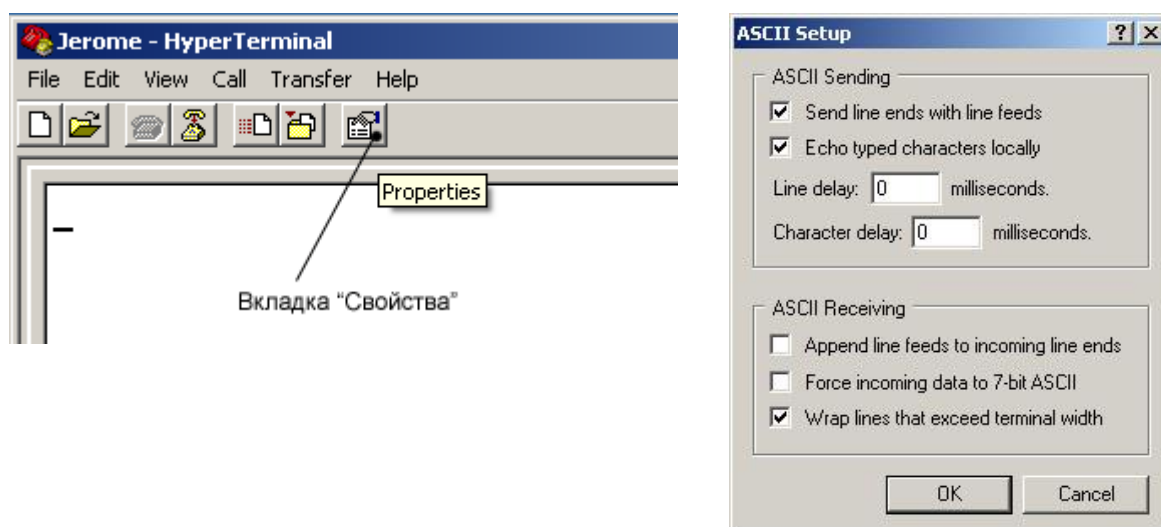 Jerome - HyperTerminal
File Edit View Call Transfer Help
Properties
Вкладка “Свойства”
ASCII Setup
ASCII Sending
Send line ends with line feeds
Echo typed characters locally
Line delay: 0 milliseconds.
Character delay: 0 milliseconds.
ASCII Receiving
Append line feeds to incoming line ends
Force incoming data to 7-bit ASCII
Wrap lines that exceed terminal width
OK Cancel